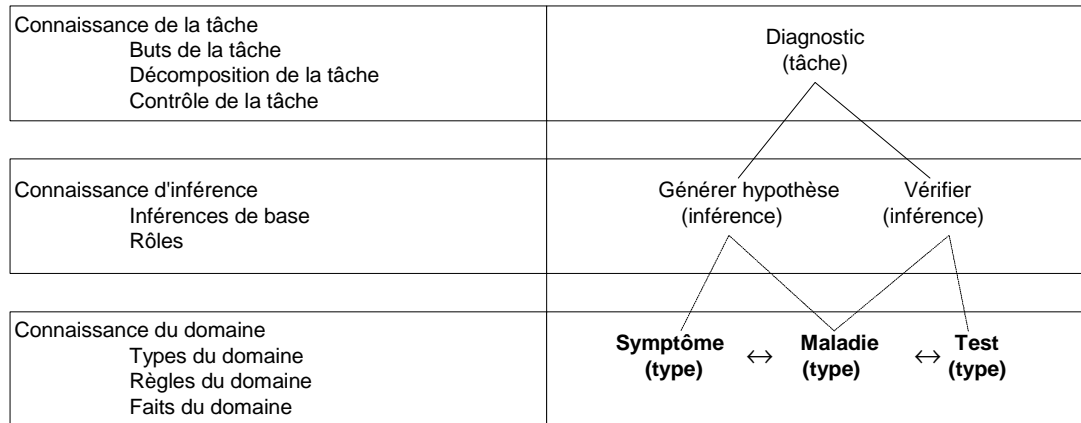 Connaissance de la tâche
Buts de la tâche
Décomposition de la tâche
Contrôle de la tâche
Diagnostic
(tâche)
Connaissance d'inférence
Inférences de base
Rôles
Générer hypothèse
(inférence)
Vérifier
(inférence)
Connaissance du domaine
Types du domaine
Règles du domaine
Faits du domaine
Symptôme
(type)
↔
Maladie
(type)
↔
Test
(type)